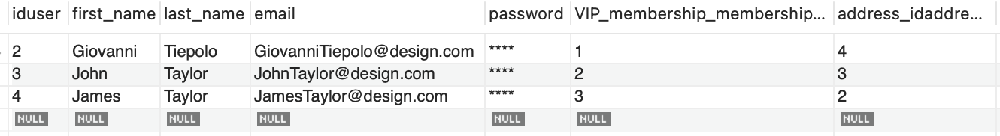 iduser first_name last_name email password VIP_membership_membership... address_idaddre...
2 Giovanni Tiepolo GiovanniTiepolo@design.com **** 1 4
3 John Taylor JohnTaylor@design.com **** 2 3
4 James Taylor JamesTaylor@design.com **** 3 2
NULL NULL NULL NULL NULL NULL NULL